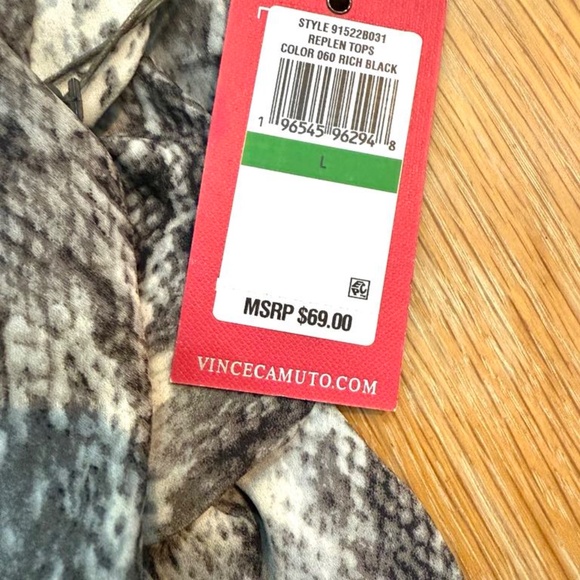 STYLE 91522B031
REPLEN TOPS
COLOR 060 RICH BLACK
1 96545 96294 8
L
MSRP $69.00
VINCECAMUTO.COM